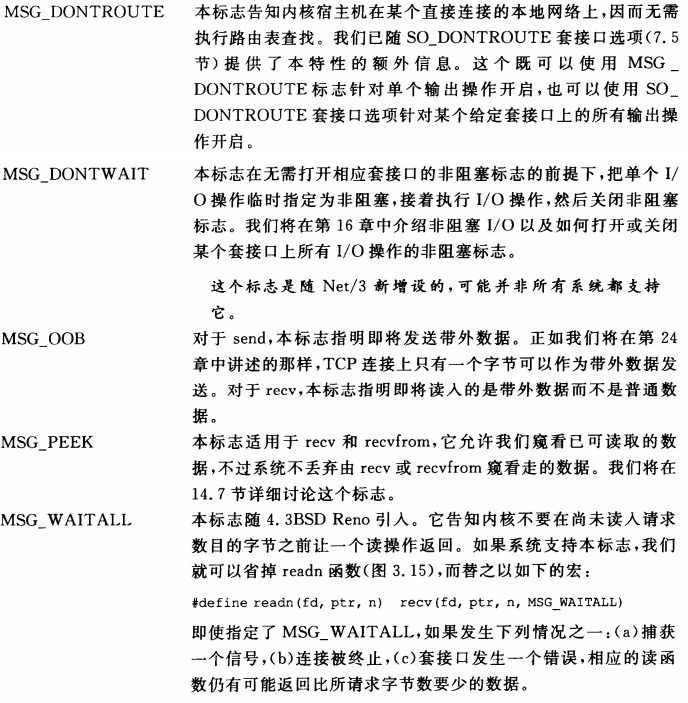 MSG_DONTROUTE 本标志告知内核宿主机在某个直接连接的本地网络上,因而无需
执行路由表查找。我们已随 SO_DONTROUTE 套接口选项(7.5
节)提供了本特性的额外信息。这个既可以使用 MSG_
DONTROUTE 标志针对单个输出操作开启,也可以使用 SO_
DONTROUTE 套接口选项针对某个给定套接口上的所有输出操
作开启。
MSG_DONTWAIT 本标志在无需打开相应套接口的非阻塞标志的前提下,把单个 I/
O 操作临时指定为非阻塞,接着执行 I/O 操作,然后关闭非阻塞
标志。我们将在第 16 章中介绍非阻塞 I/O 以及如何打开或关闭
某个套接口上所有 I/O 操作的非阻塞标志。
这个标志是随 Net/3 新增设的,可能并非所有系统都支持
它。
MSG_OOB 对于 send,本标志指明即将发送带外数据。正如我们将在第 24
章中讲述的那样,TCP 连接上只有一个字节可以作为带外数据发
送。对于 recv,本标志指明即将读入的是带外数据而不是普通数
据。
MSG_PEEK 本标志适用于 recv 和 recvfrom,它允许我们窥看已可读取的数
据,不过系统不丢弃由 recv 或 recvfrom 窥看走的数据。我们将在
14.7 节详细讨论这个标志。
MSG_WAITALL 本标志随 4.3BSD Reno 引入。它告知内核不要在尚未读入请求
数目的字节之前让一个读操作返回。如果系统支持本标志,我们
就可以省掉 readn 函数(图 3.15),而替之以如下的宏:
#define readn(fd, ptr, n) recv(fd, ptr, n, MSG_WAITALL)
即使指定了 MSG_WAITALL,如果发生下列情况之一:(a)捕获
一个信号,(b)连接被终止,(c)套接口发生一个错误,相应的读函
数仍有可能返回比所请求字节数要少的数据。